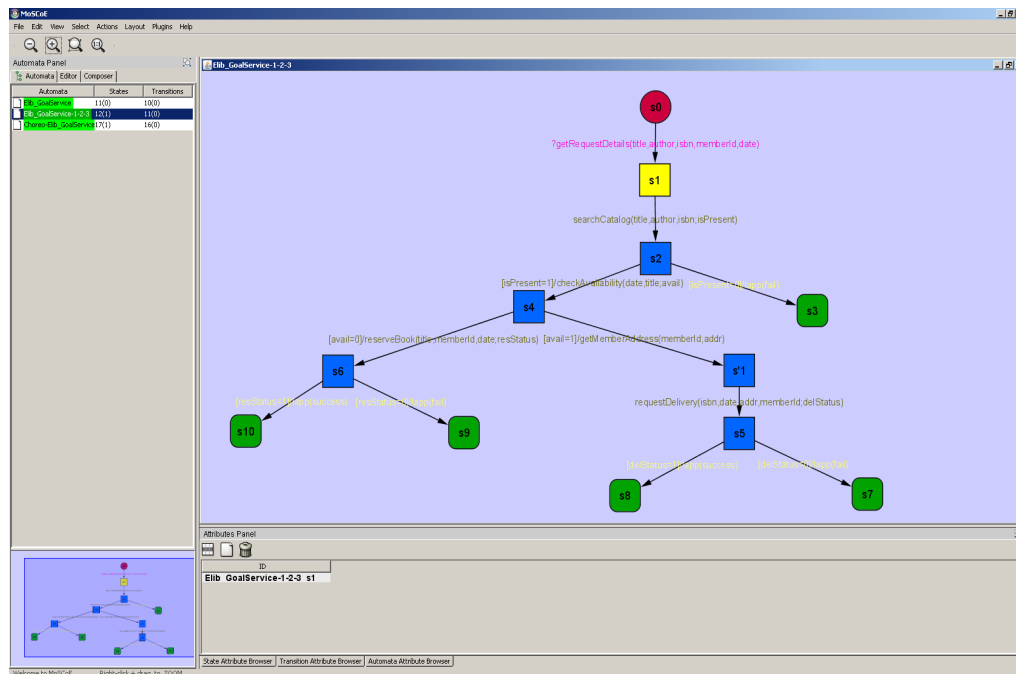 MoSCoE
File Edit View Select Actions Layout Plugins Help
Automata Panel
Automata Editor Composer
Automata States Transitions
Elib_GoalService 11(0) 10(0)
Elib_GoalService-1-2-3 12(1) 11(0)
Choreo-Elib_GoalService 17(1) 16(0)
Elib_GoalService-1-2-3
s0
?getRequestDetails(title,author,isbn,memberId,date)
s1
searchCatalog(title,author,isbn;isPresent)
s2
[isPresent=1]/checkAvailability(date,title;avail)
s4
s3
[avail=0]/reserveBook(title,memberId,date;resStatus) [avail=1]/getMemberAddress(memberId;addr)
s6
s'1
requestDelivery(isbn,date,addr,memberId;delStatus)
s10
s9
s5
s8
s7
Attributes Panel
ID
Elib_GoalService-1-2-3_s1
State Attribute Browser Transition Attribute Browser Automata Attribute Browser
Welcome to MoSCoE Right-click + drag to ZOOM